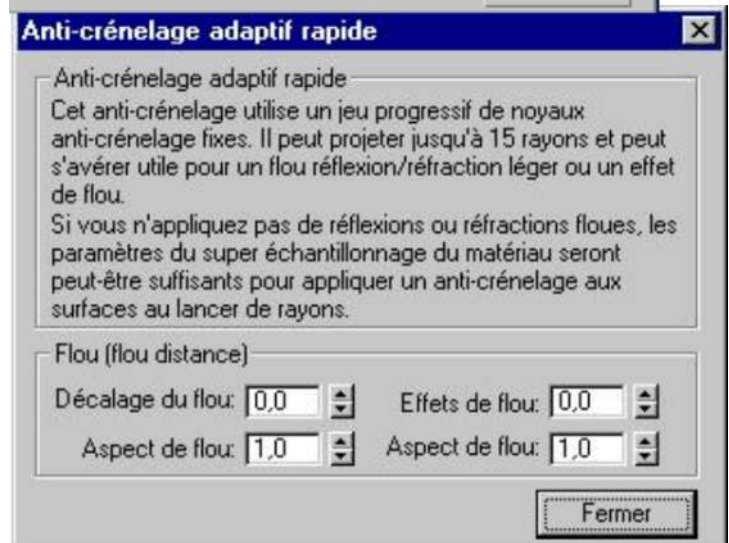 Anti-crénelage adaptif rapide
Anti-crénelage adaptif rapide
Cet anti-crénelage utilise un jeu progressif de noyaux
anti-crénelage fixes. Il peut projeter jusqu'à 15 rayons et peut
s'avérer utile pour un flou réflexion/réfraction léger ou un effet
de flou.
Si vous n'appliquez pas de réflexions ou réfractions floues, les
paramètres du super échantillonnage du matériau seront
peut-être suffisants pour appliquer un anti-crénelage aux
surfaces au lancer de rayons.
Flou (flou distance)
Décalage du flou: 0,0 Effets de flou: 0,0
Aspect de flou: 1,0 Aspect de flou: 1,0
Fermer